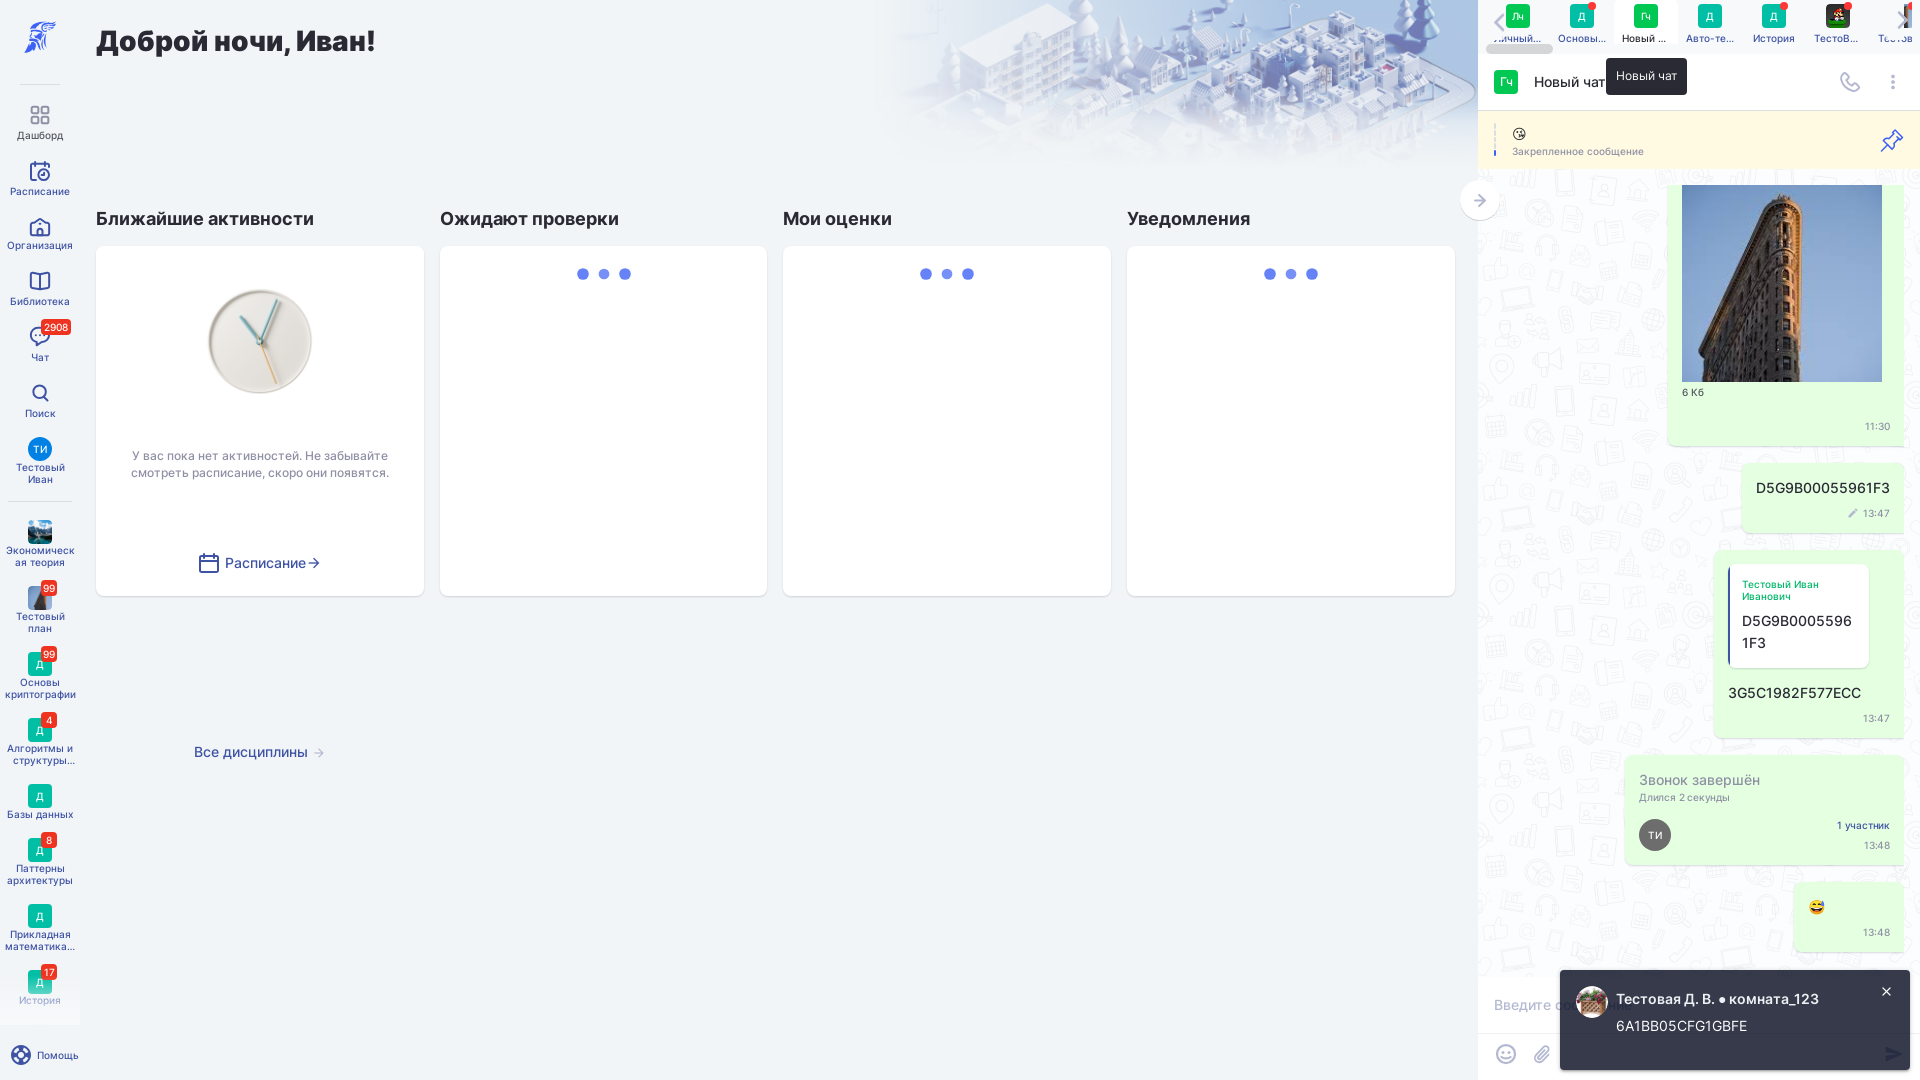 Дашборд
Расписание
Организация
Библиотека
2908
Чат
Поиск
ТИ
Тестовый
Иван
Экономическ
ая теория
99
Тестовый
план
99
Д
Основы
криптографии
4
Д
Алгоритмы и
структуры...
Д
Базы данных
8
Д
Паттерны
архитектуры
Д
Прикладная
математика...
17
Д
История
Помощь
Доброй ночи, Иван!
Ближайшие активности
У вас пока нет активностей. Не забывайте
смотреть расписание, скоро они появятся.
Расписание
Ожидают проверки
Мои оценки
Уведомления
Все дисциплины
Лч
Личный...
Д
Основы...
Гч
Новый ...
Д
Авто-те...
Д
История
ТестоВ...
Гч
Новый чат
Новый чат
😘
Закрепленное сообщение
6 Кб
11:30
D5G9B00055961F3
13:47
Тестовый Иван
Иванович
D5G9B0005596
1F3
3G5C1982F577ECC
13:47
Звонок завершён
Длился 2 секунды
ТИ
1 участник
13:48
😅
13:48
Введите
Тестовая Д. В. ● комната_123
6A1BB05CFG1GBFE